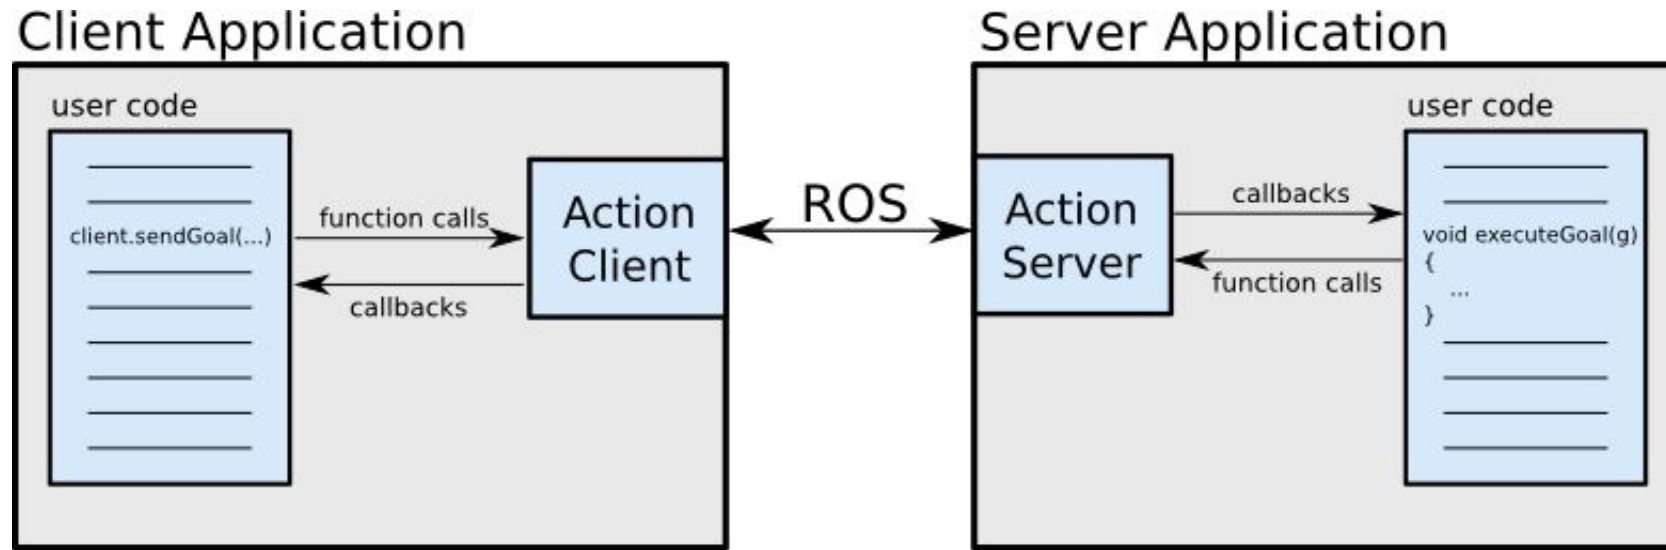 Client Application
user code
client.sendGoal(...)
function calls
callbacks
Action
Client
ROS
Server Application
Action
Server
callbacks
function calls
user code
void executeGoal(g)
{
...
}